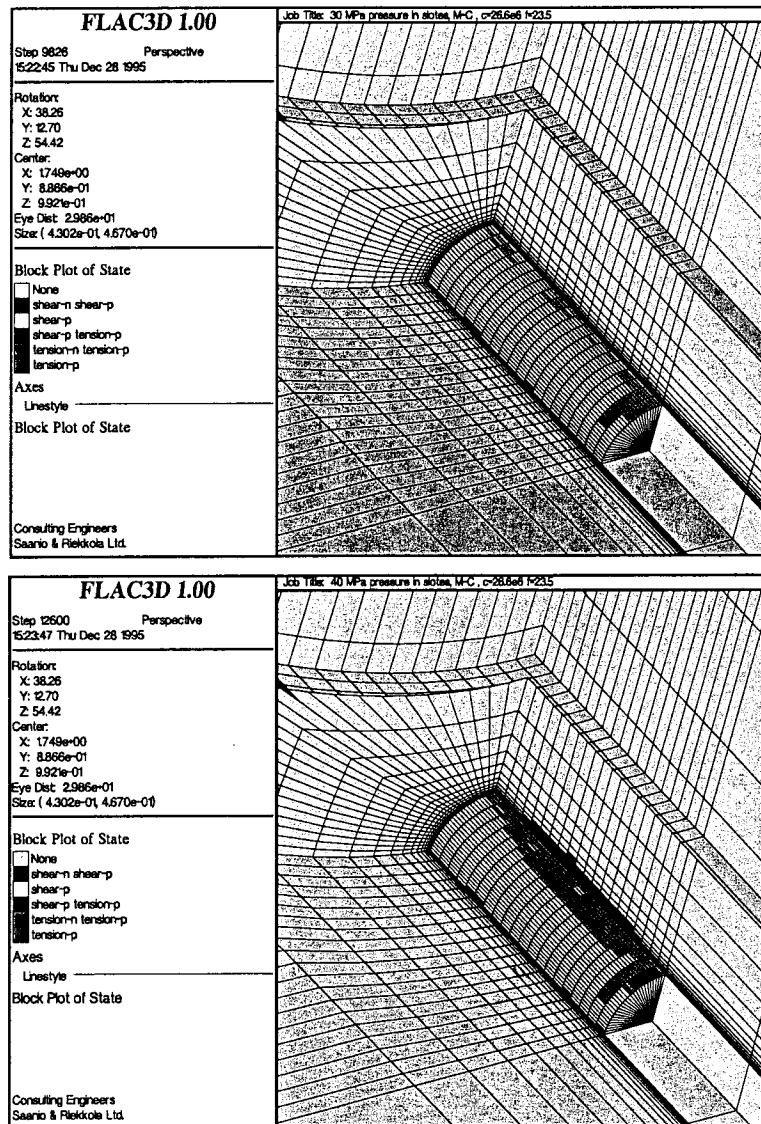 FLAC3D 1.00
Job Title: 30 MPa pressure in slotes, M-C , c=26.6e6 f=23.5
Step 9826 Perspective
15:22:45 Thu Dec 28 1995
Rotation:
X: 38.26
Y: 12.70
Z: 54.42
Center:
X: 1.749e+00
Y: 8.866e-01
Z: 9.921e-01
Eye Dist: 2.986e+01
Size: ( 4.302e-01, 4.670e-01)
Block Plot of State
None
shear-n shear-p
shear-p
shear-p tension-p
tension-n tension-p
tension-p
Axes
Linestyle
Block Plot of State
Consulting Engineers
Saanio & Riekkola Ltd.
FLAC3D 1.00
Job Title: 40 MPa pressure in slotes, M-C , c=26.6e6 f=23.5
Step 12600 Perspective
15:23:47 Thu Dec 28 1995
Rotation:
X: 38.26
Y: 12.70
Z: 54.42
Center:
X: 1.749e+00
Y: 8.866e-01
Z: 9.921e-01
Eye Dist: 2.986e+01
Size: ( 4.302e-01, 4.670e-01)
Block Plot of State
None
shear-n shear-p
shear-p
shear-p tension-p
tension-n tension-p
tension-p
Axes
Linestyle
Block Plot of State
Consulting Engineers
Saanio & Riekkola Ltd.